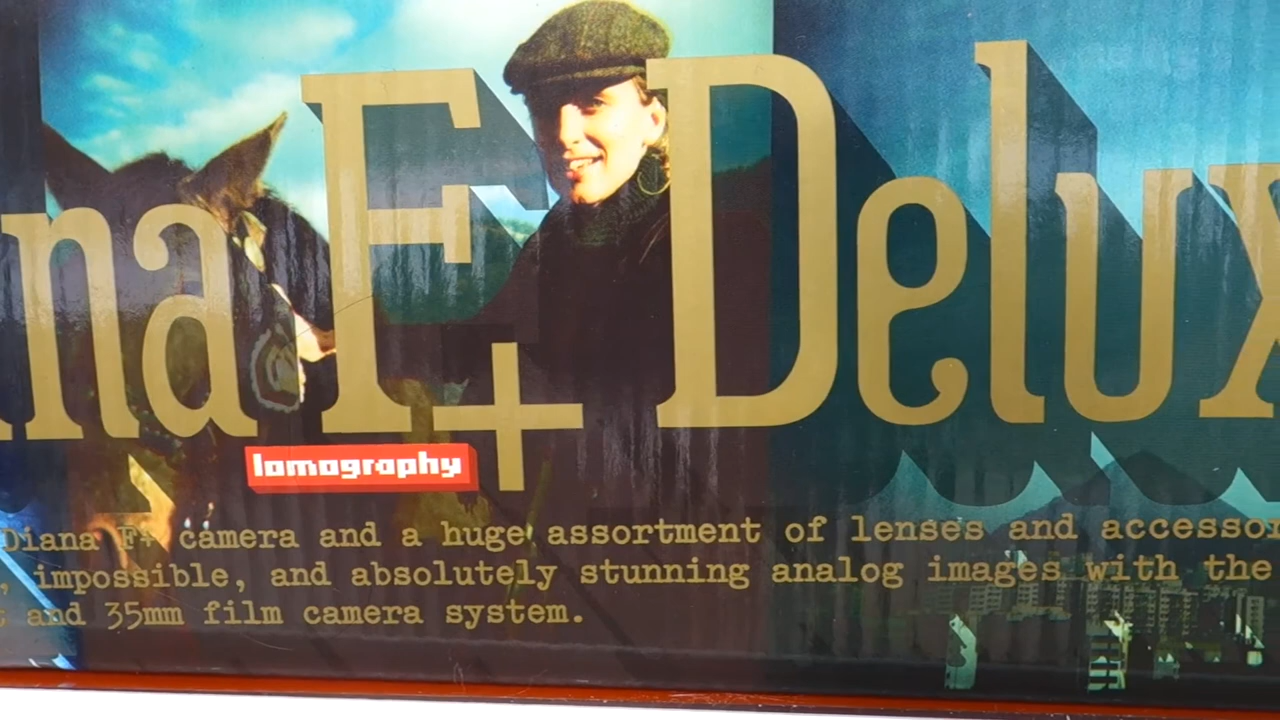 na F+ Delux
lomography
Diana F+ camera and a huge assortment of lenses and accessor
, impossible, and absolutely stunning analog images with the
t and 35mm film camera system.